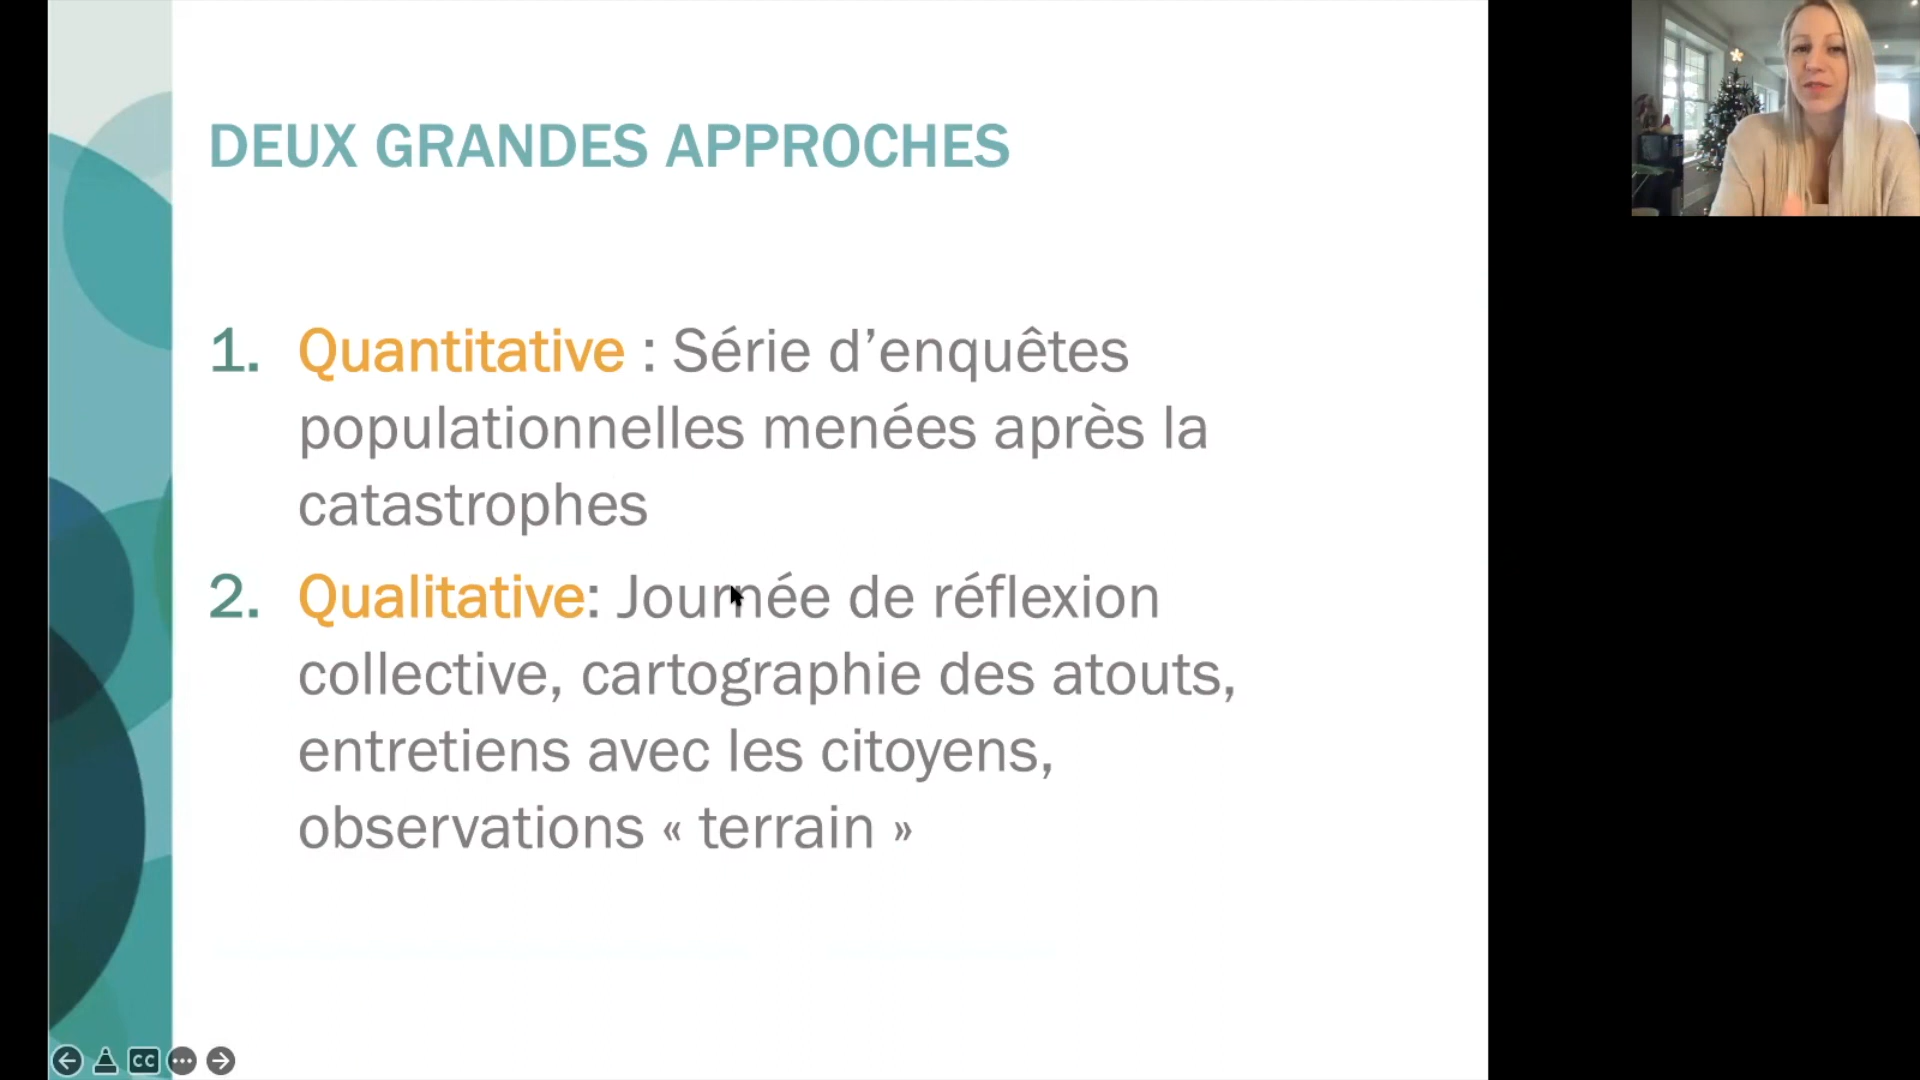 DEUX GRANDES APPROCHES
1. Quantitative : Série d’enquêtes
populationnelles menées après la
catastrophes
2. Qualitative: Journée de réflexion
collective, cartographie des atouts,
entretiens avec les citoyens,
observations « terrain »
CC